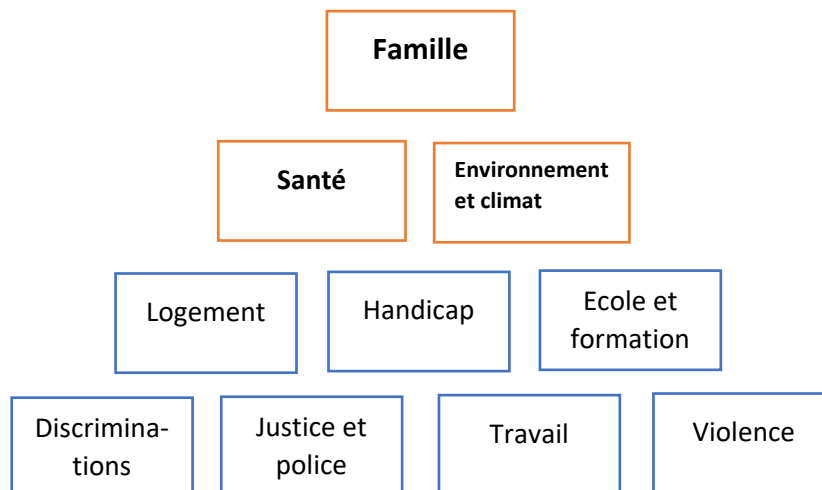 Famille
Santé
Environnement
et climat
Logement
Handicap
Ecole et
formation
Discrimina-
tions
Justice et
police
Travail
Violence